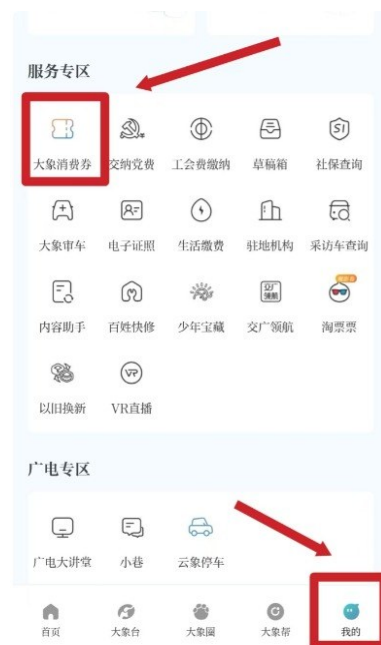 服务专区
大象消费券 交纳党费 工会费缴纳 草稿箱 社保查询
大象审车 电子证照 生活缴费 驻地机构 采访车查询
内容助手 百姓快修 少年宝藏 交广领航 淘票票
以旧换新 VR直播
广电专区
广电大讲堂 小巷 云象停车
首页 大象台 大象圈 大象帮 我的